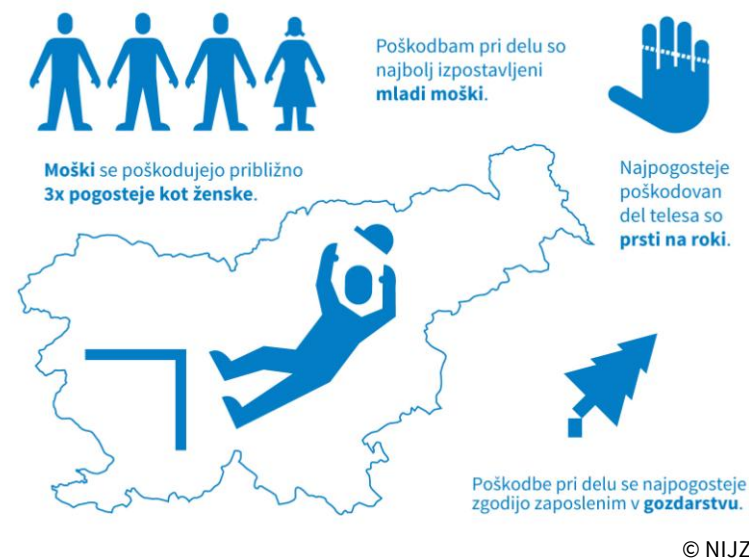 Poškodbam pri delu so
najbolj izpostavljeni
mladi moški.
Moški se poškodujejo približno
3x pogosteje kot ženske.
Najpogosteje
poškodovan
del telesa so
prsti na roki.
Poškodbe pri delu se najpogosteje
zgodijo zaposlenim v gozdarstvu.
© NIJZ